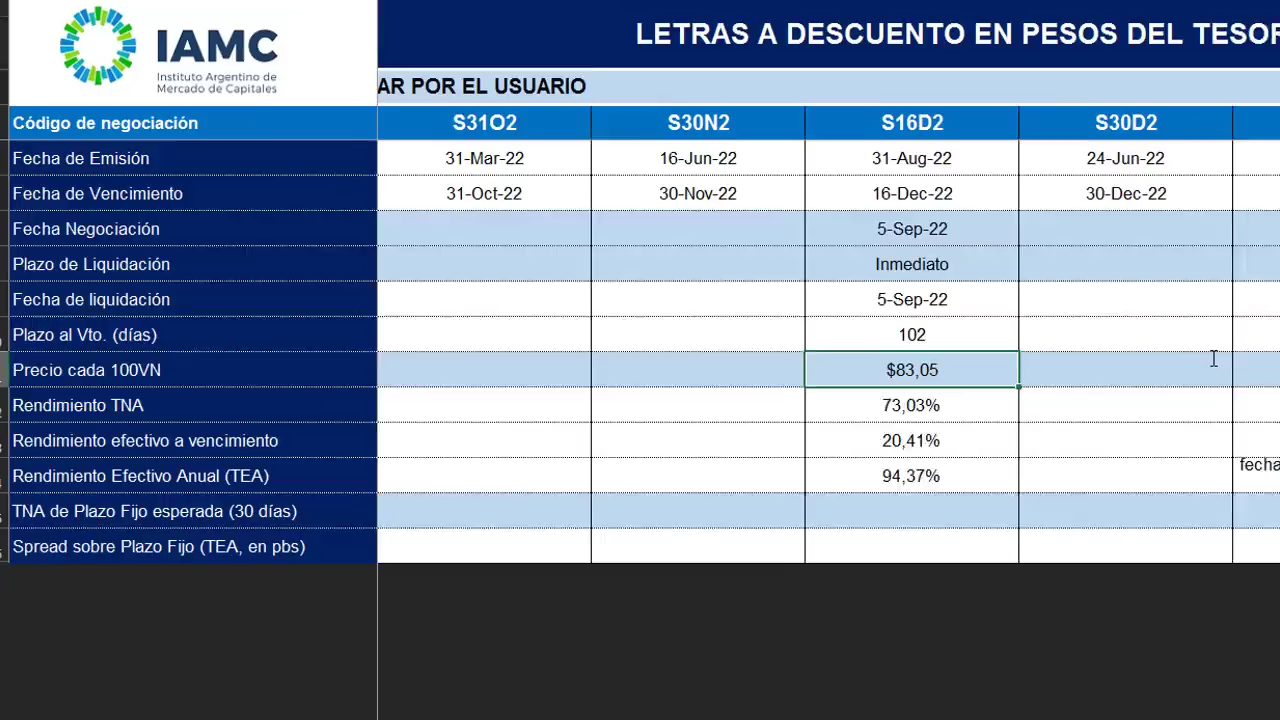 IAMC
Instituto Argentino de
Mercado de Capitales
LETRAS A DESCUENTO EN PESOS DEL TESOR
AR POR EL USUARIO
Código de negociación S31O2 S30N2 S16D2 S30D2
Fecha de Emisión 31-Mar-22 16-Jun-22 31-Aug-22 24-Jun-22
Fecha de Vencimiento 31-Oct-22 30-Nov-22 16-Dec-22 30-Dec-22
Fecha Negociación 5-Sep-22
Plazo de Liquidación Inmediato
Fecha de liquidación 5-Sep-22
Plazo al Vto. (días) 102
Precio cada 100VN $83,05
Rendimiento TNA 73,03%
Rendimiento efectivo a vencimiento 20,41%
Rendimiento Efectivo Anual (TEA) 94,37% fecha
TNA de Plazo Fijo esperada (30 días)
Spread sobre Plazo Fijo (TEA, en pbs)